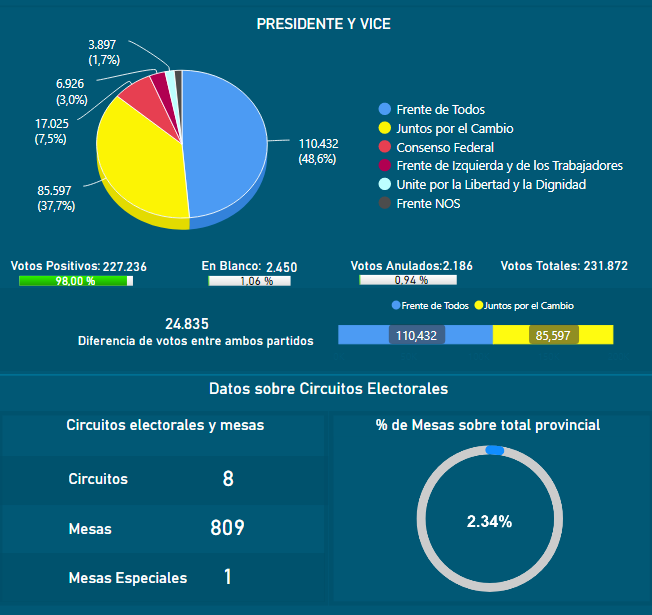 PRESIDENTE Y VICE
3.897
(1,7%)
6.926
(3,0%)
17.025
(7,5%)
85.597
(37,7%)
110.432
(48,6%)
Frente de Todos
Juntos por el Cambio
Consenso Federal
Frente de Izquierda y de los Trabajadores
Unite por la Libertad y la Dignidad
Frente NOS
Votos Positivos: 227.236
98,00 %
En Blanco: 2.450
1,06 %
Votos Anulados:2.186
0,94 %
Votos Totales: 231.872
24.835
Diferencia de votos entre ambos partidos
Frente de Todos Juntos por el Cambio
110,432 85,597
Datos sobre Circuitos Electorales
Circuitos electorales y mesas
Circuitos 8
Mesas 809
Mesas Especiales 1
% de Mesas sobre total provincial
2.34%